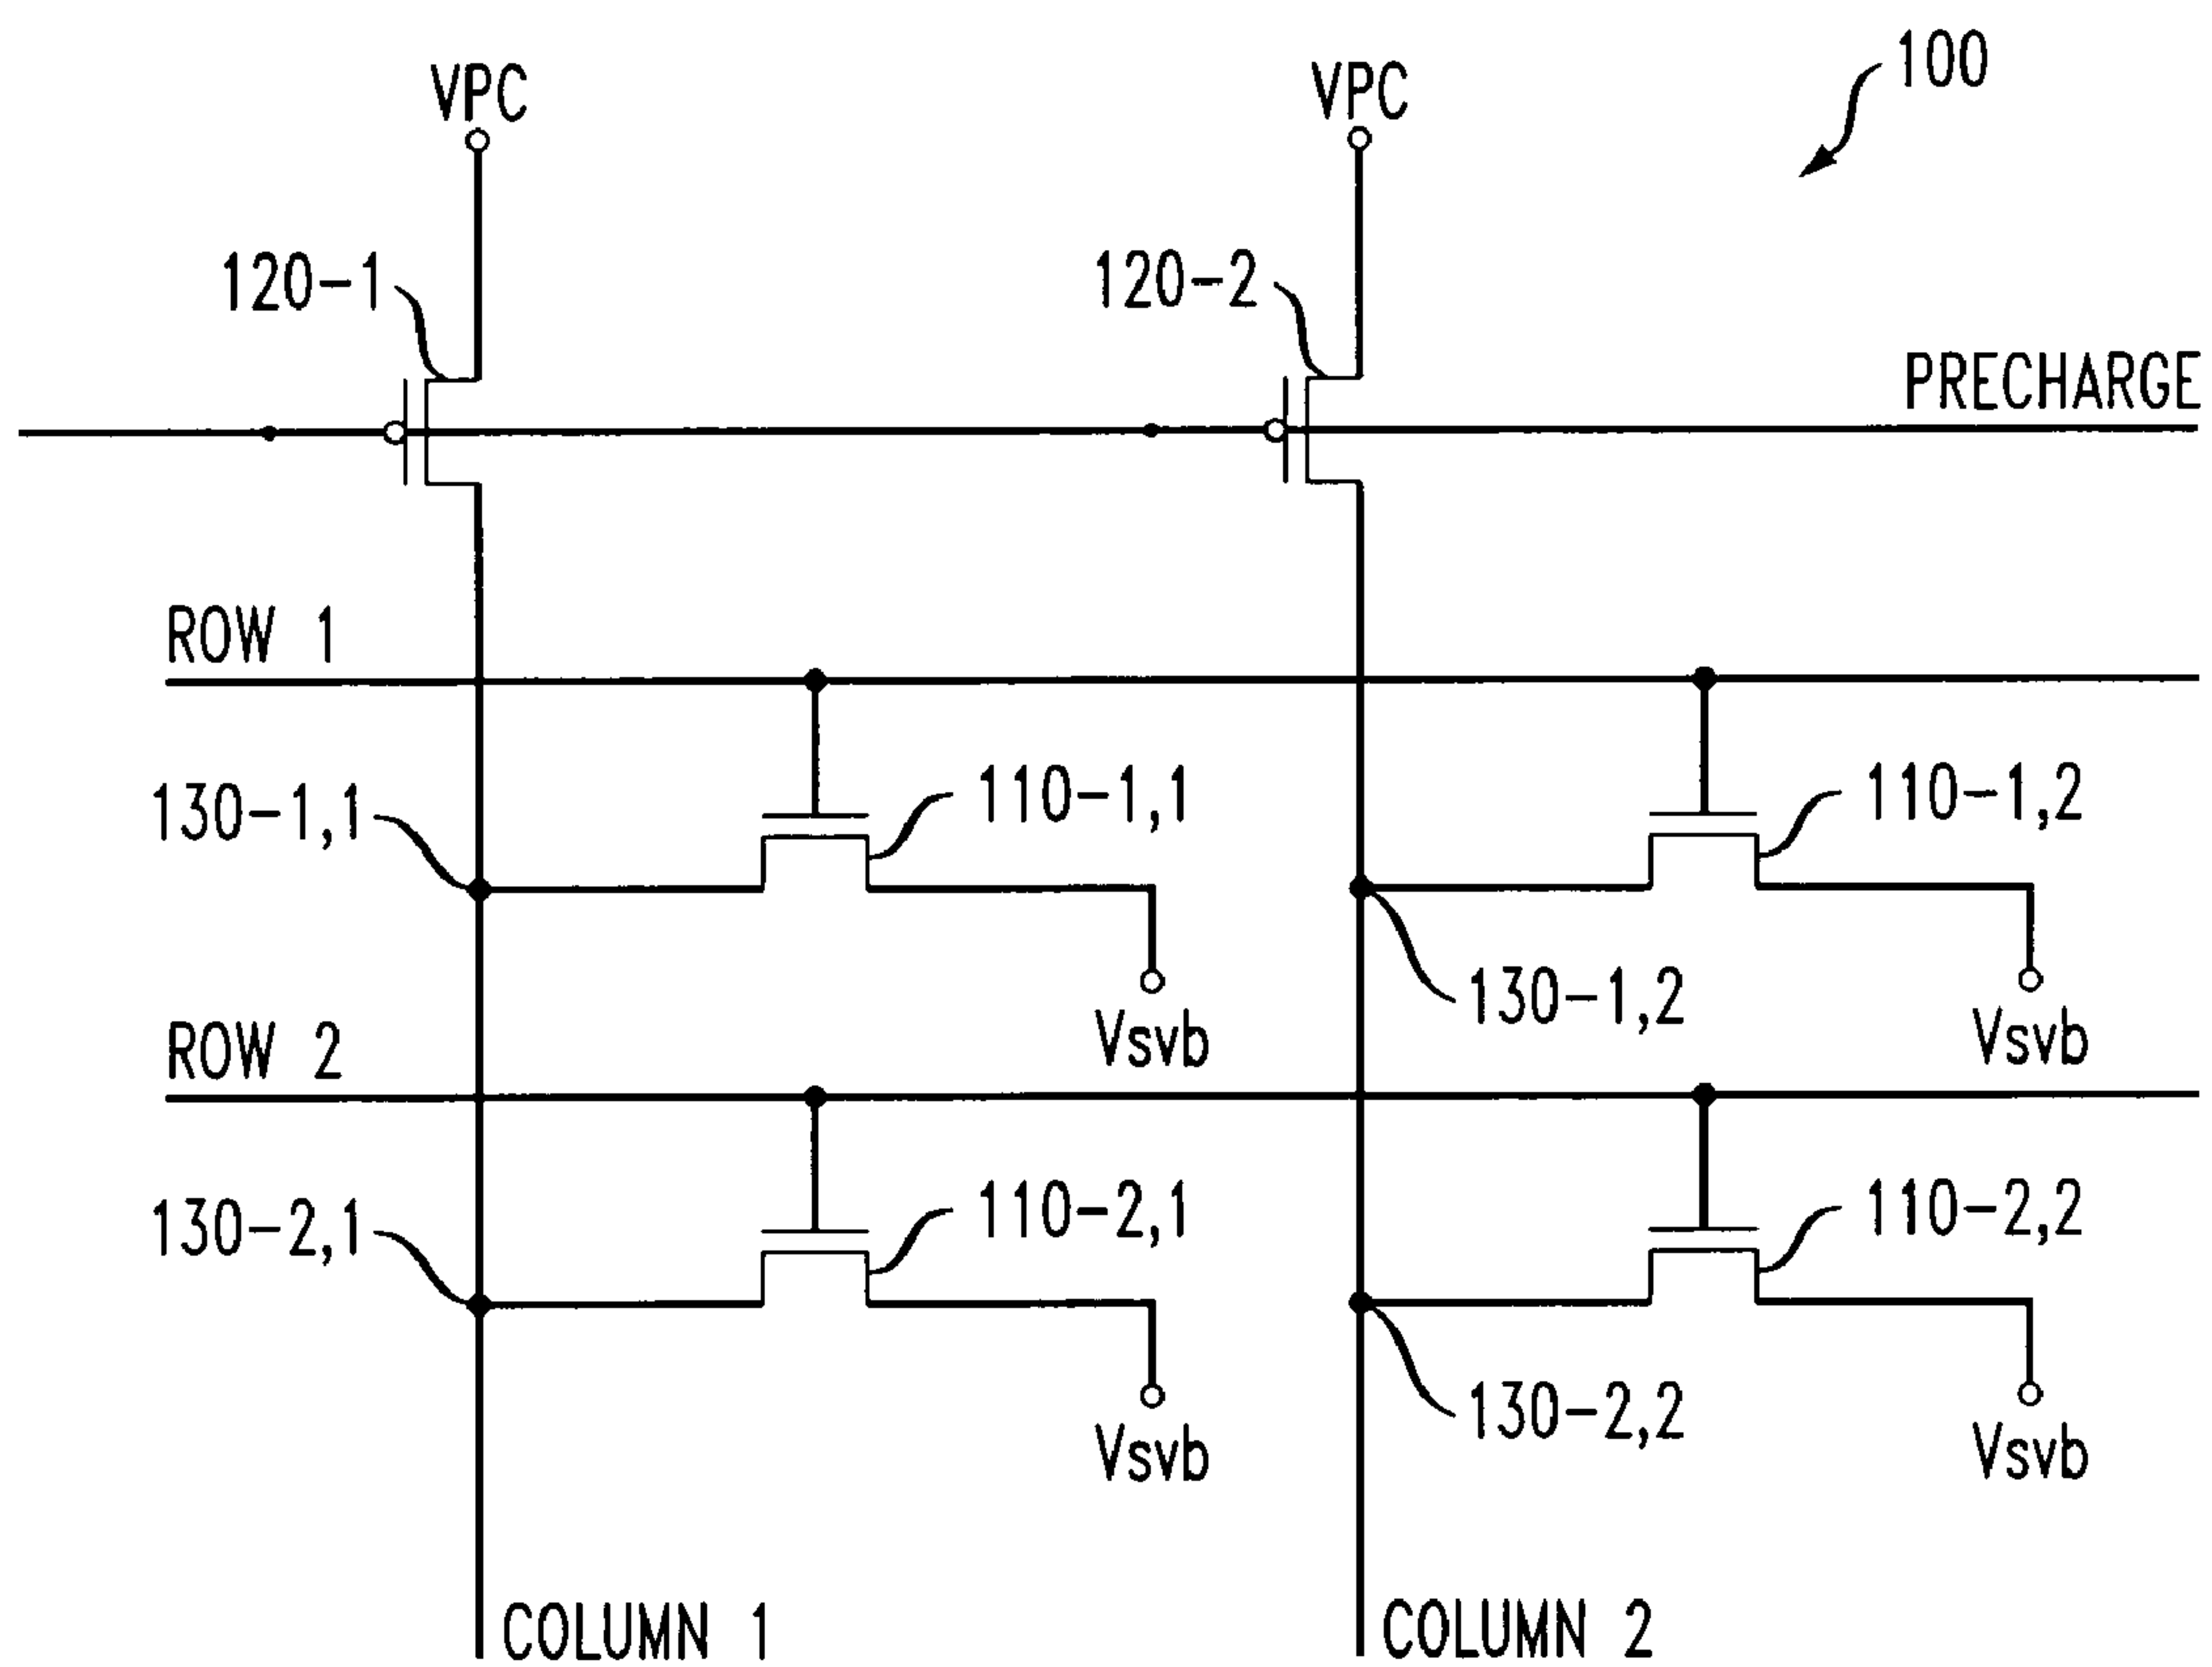 VPC
VPC
100
120-1
120-2
PRECHARGE
ROW 1
130-1,1
110-1,1
110-1,2
130-1,2
Vsvb
Vsvb
ROW 2
130-2,1
110-2,1
110-2,2
130-2,2
Vsvb
Vsvb
COLUMN 1
COLUMN 2